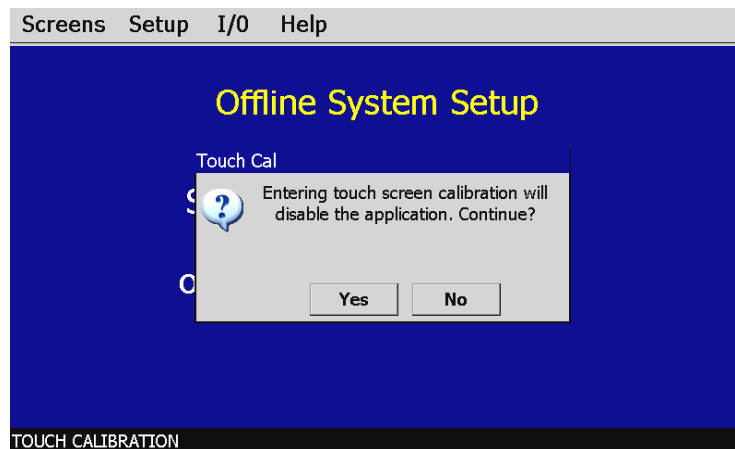 Screens Setup I/0 Help
Offline System Setup
Touch Cal
Entering touch screen calibration will
disable the application. Continue?
Yes No
TOUCH CALIBRATION